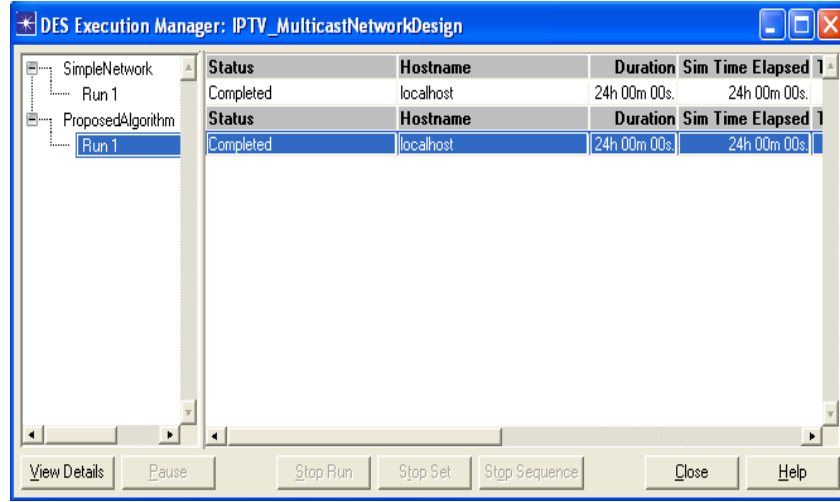 DES Execution Manager: IPTV_MulticastNetworkDesign
SimpleNetwork
Run 1
ProposedAlgorithm
Run 1
Status Hostname Duration Sim Time Elapsed T
Completed localhost 24h 00m 00s. 24h 00m 00s.
Status Hostname Duration Sim Time Elapsed T
Completed localhost 24h 00m 00s. 24h 00m 00s.
View Details Pause Stop Run Stop Set Stop Sequence Close Help